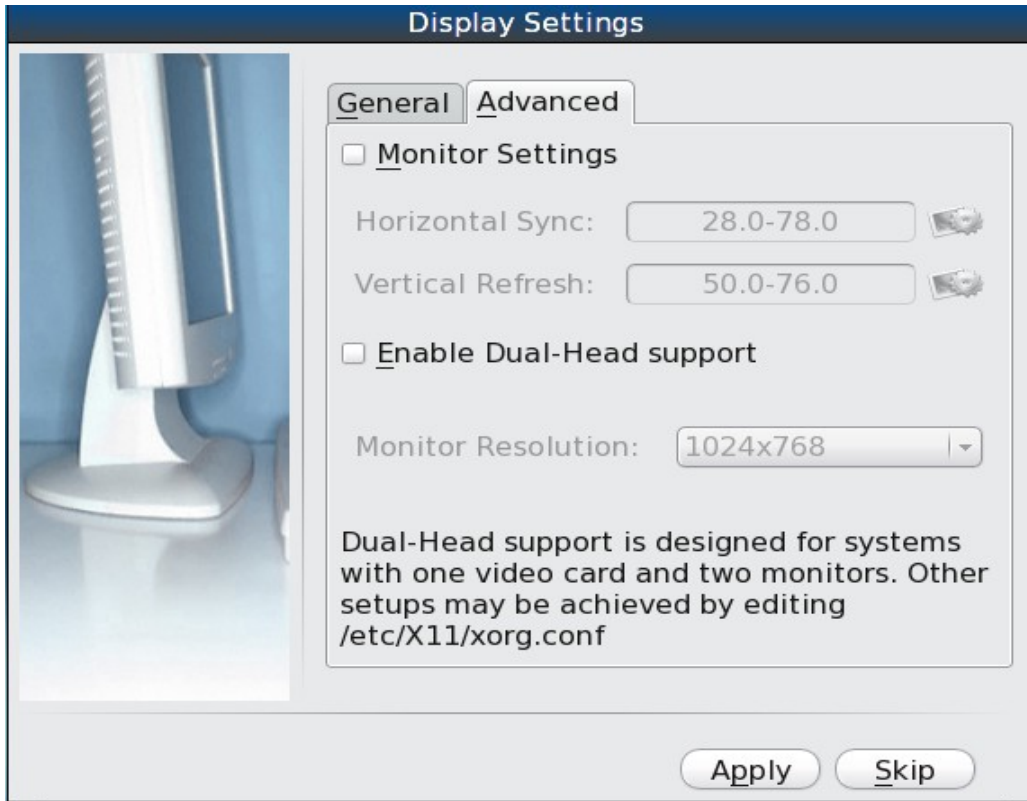 Display Settings
General Advanced
Monitor Settings
Horizontal Sync: 28.0-78.0
Vertical Refresh: 50.0-76.0
Enable Dual-Head support
Monitor Resolution: 1024x768
Dual-Head support is designed for systems
with one video card and two monitors. Other
setups may be achieved by editing
/etc/X11/xorg.conf
Apply Skip